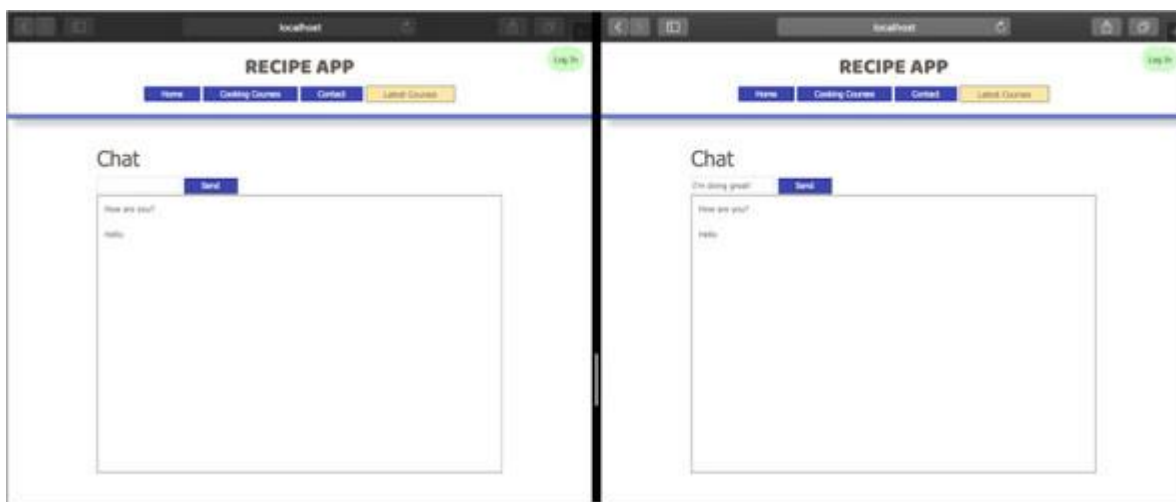 localhost
Log In
RECIPE APP
Home Cooking Courses Contact Latest Courses
Chat
Send
How are you?
Hello
localhost
Log In
RECIPE APP
Home Cooking Courses Contact Latest Courses
Chat
I'm doing great! Send
How are you?
Hello